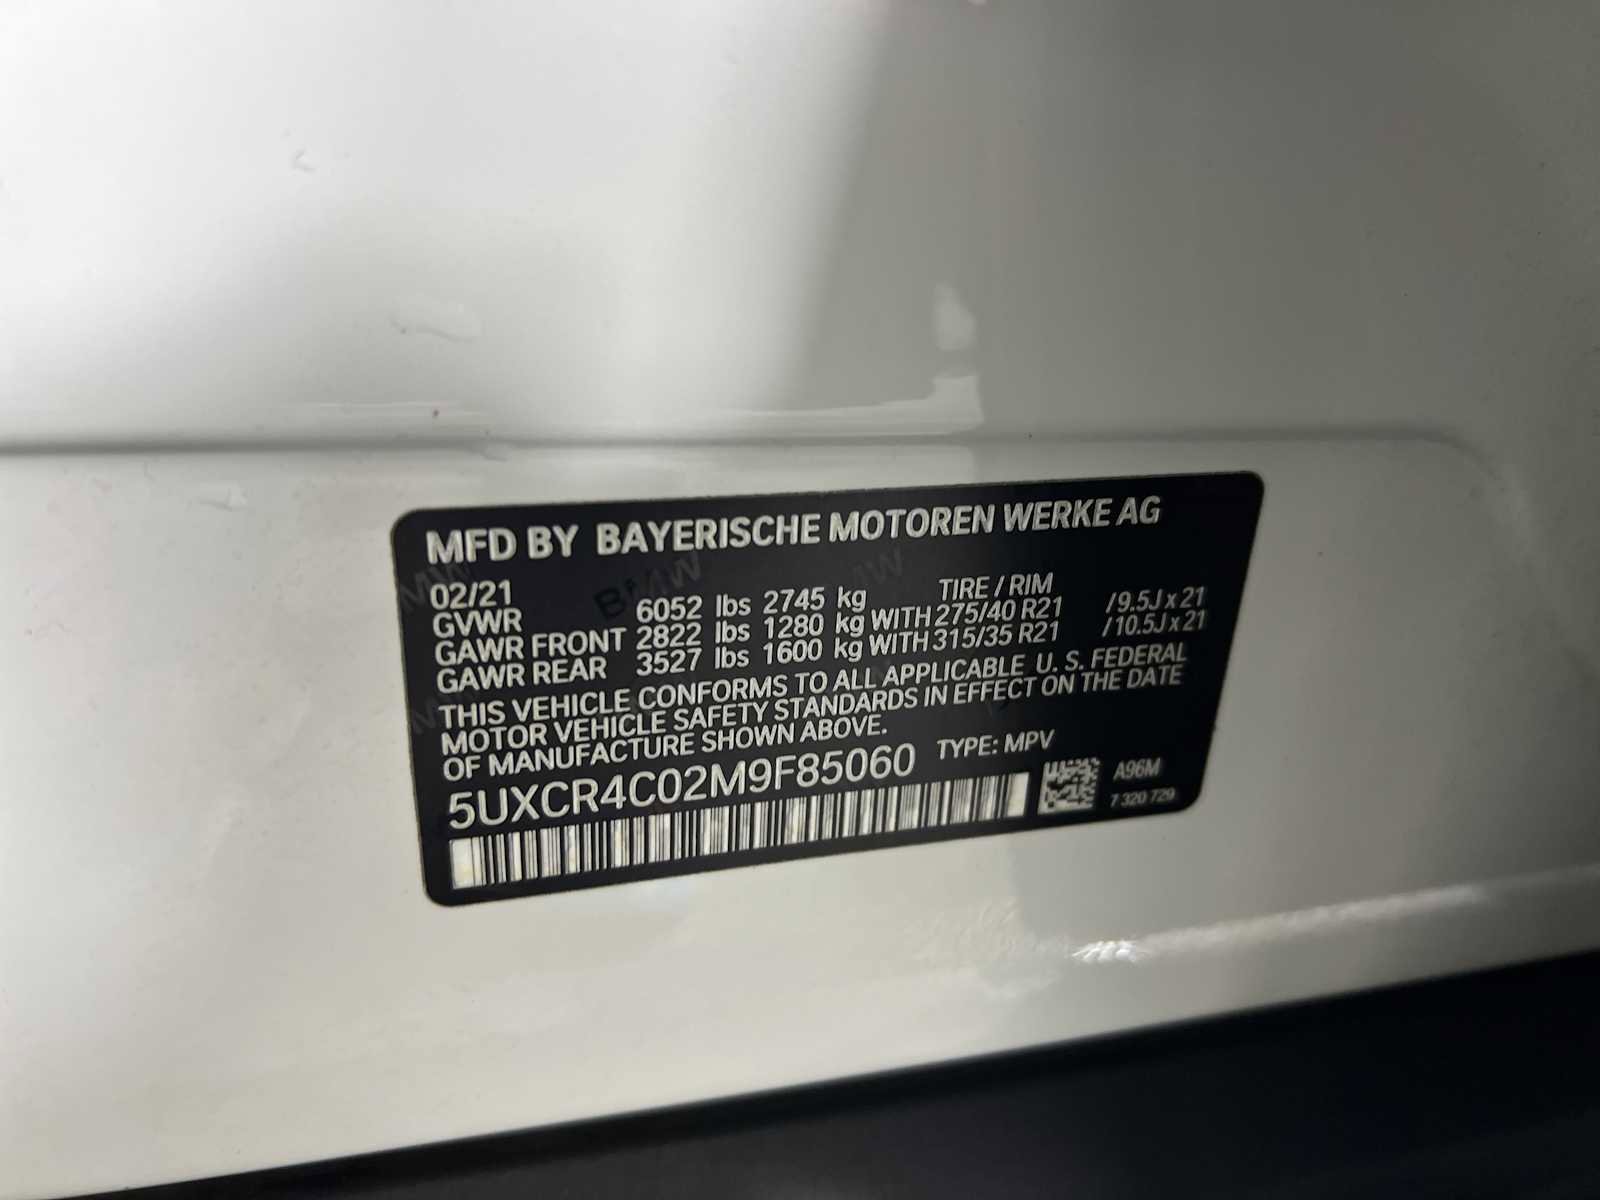 MFD BY BAYERISCHE MOTOREN WERKE AG
02/21 TIRE / RIM
GVWR 6052 lbs 2745 kg
GAWR FRONT 2822 lbs 1280 kg WITH 275/40 R21 /9.5J x 21
GAWR REAR 3527 lbs 1600 kg WITH 315/35 R21 /10.5J x 21
THIS VEHICLE CONFORMS TO ALL APPLICABLE U. S. FEDERAL
MOTOR VEHICLE SAFETY STANDARDS IN EFFECT ON THE DATE
OF MANUFACTURE SHOWN ABOVE.
5UXCR4C02M9F85060 TYPE: MPV
A96M
7 320 729
BMW